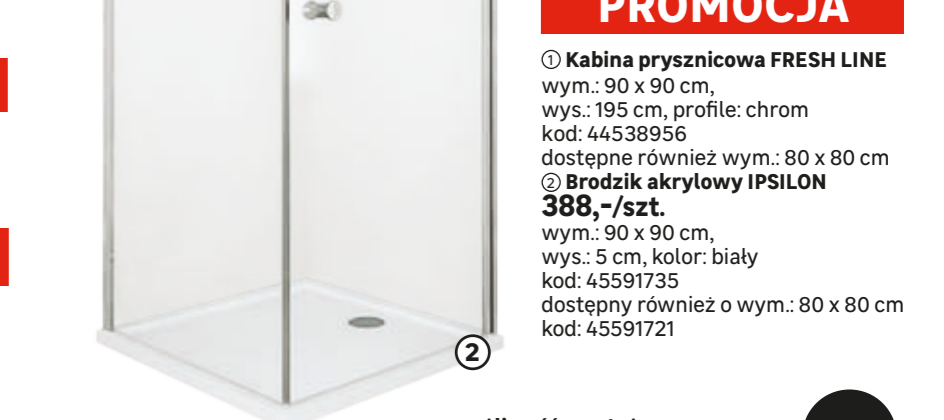 PROMOCJA
① Kabina prysznicowa FRESH LINE
wym.: 90 x 90 cm,
wys.: 195 cm, profile: chrom
kod: 44538956
dostępne również wym.: 80 x 80 cm
② Brodzik akrylowy IPSILON
388,-/szt.
wym.: 90 x 90 cm,
wys.: 5 cm, kolor: biały
kod: 45591735
dostępny również o wym.: 80 x 80 cm
kod: 45591721
2